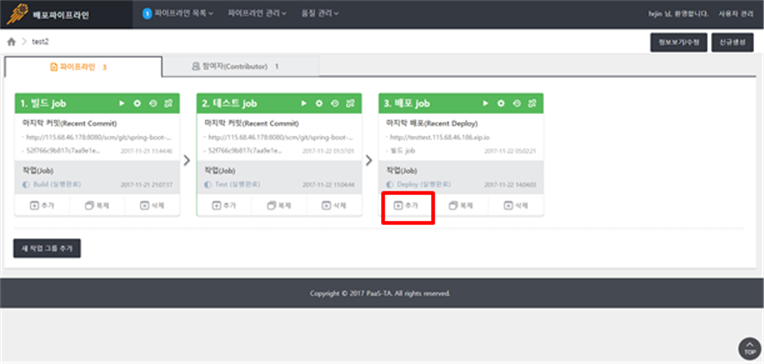 배포파이프라인
1 파이프라인 목록 파이프라인 관리 품질 관리
hejin 님, 환영합니다. 사용자 관리
test2
정보보기/수정 신규생성
파이프라인 3
참여자(Contributor) 1
1. 빌드 job
마지막 커밋(Recent Commit)
- http://115.68.46.178:8080/scm/git/spring-boot-...
- 52f766c9b817c7aa9e1e... 2017-11-21 11:44:46
작업(Job)
Build (실행완료) 2017-11-21 21:07:17
추가 복제 삭제
2. 테스트 job
마지막 커밋(Recent Commit)
- http://115.68.46.178:8080/scm/git/spring-boot-...
- 52f766c9b817c7aa9e1e... 2017-11-22 01:57:01
작업(Job)
Test (실행완료) 2017-11-22 11:04:44
추가 복제 삭제
3. 배포 job
마지막 배포(Recent Deploy)
- http://testtest.115.68.46.186.xip.io
- 빌드 job 2017-11-22 05:02:21
작업(Job)
Deploy (실행완료) 2017-11-22 14:04:03
추가 복제 삭제
새 작업 그룹 추가
Copyright © 2017 PaaS-TA. All rights reserved.
TOP